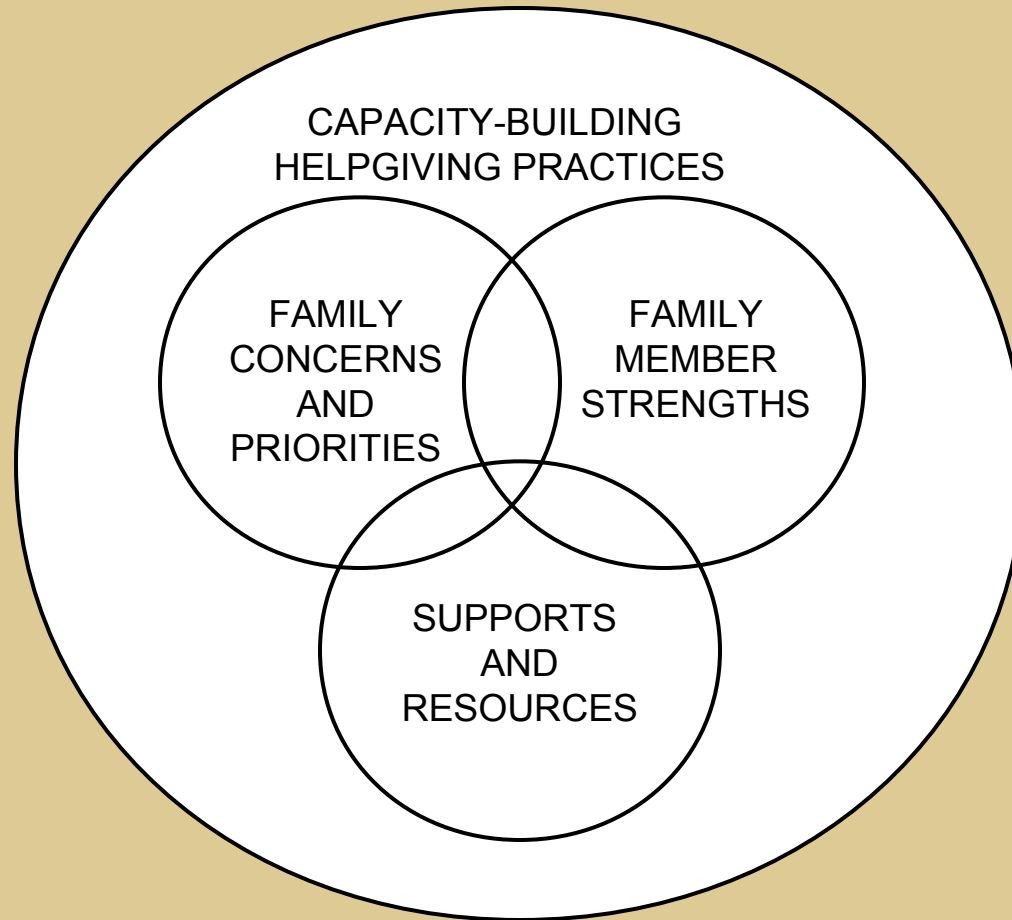 CAPACITY-BUILDING
HELPGIVING PRACTICES
FAMILY
CONCERNS
AND
PRIORITIES
FAMILY
MEMBER
STRENGTHS
SUPPORTS
AND
RESOURCES